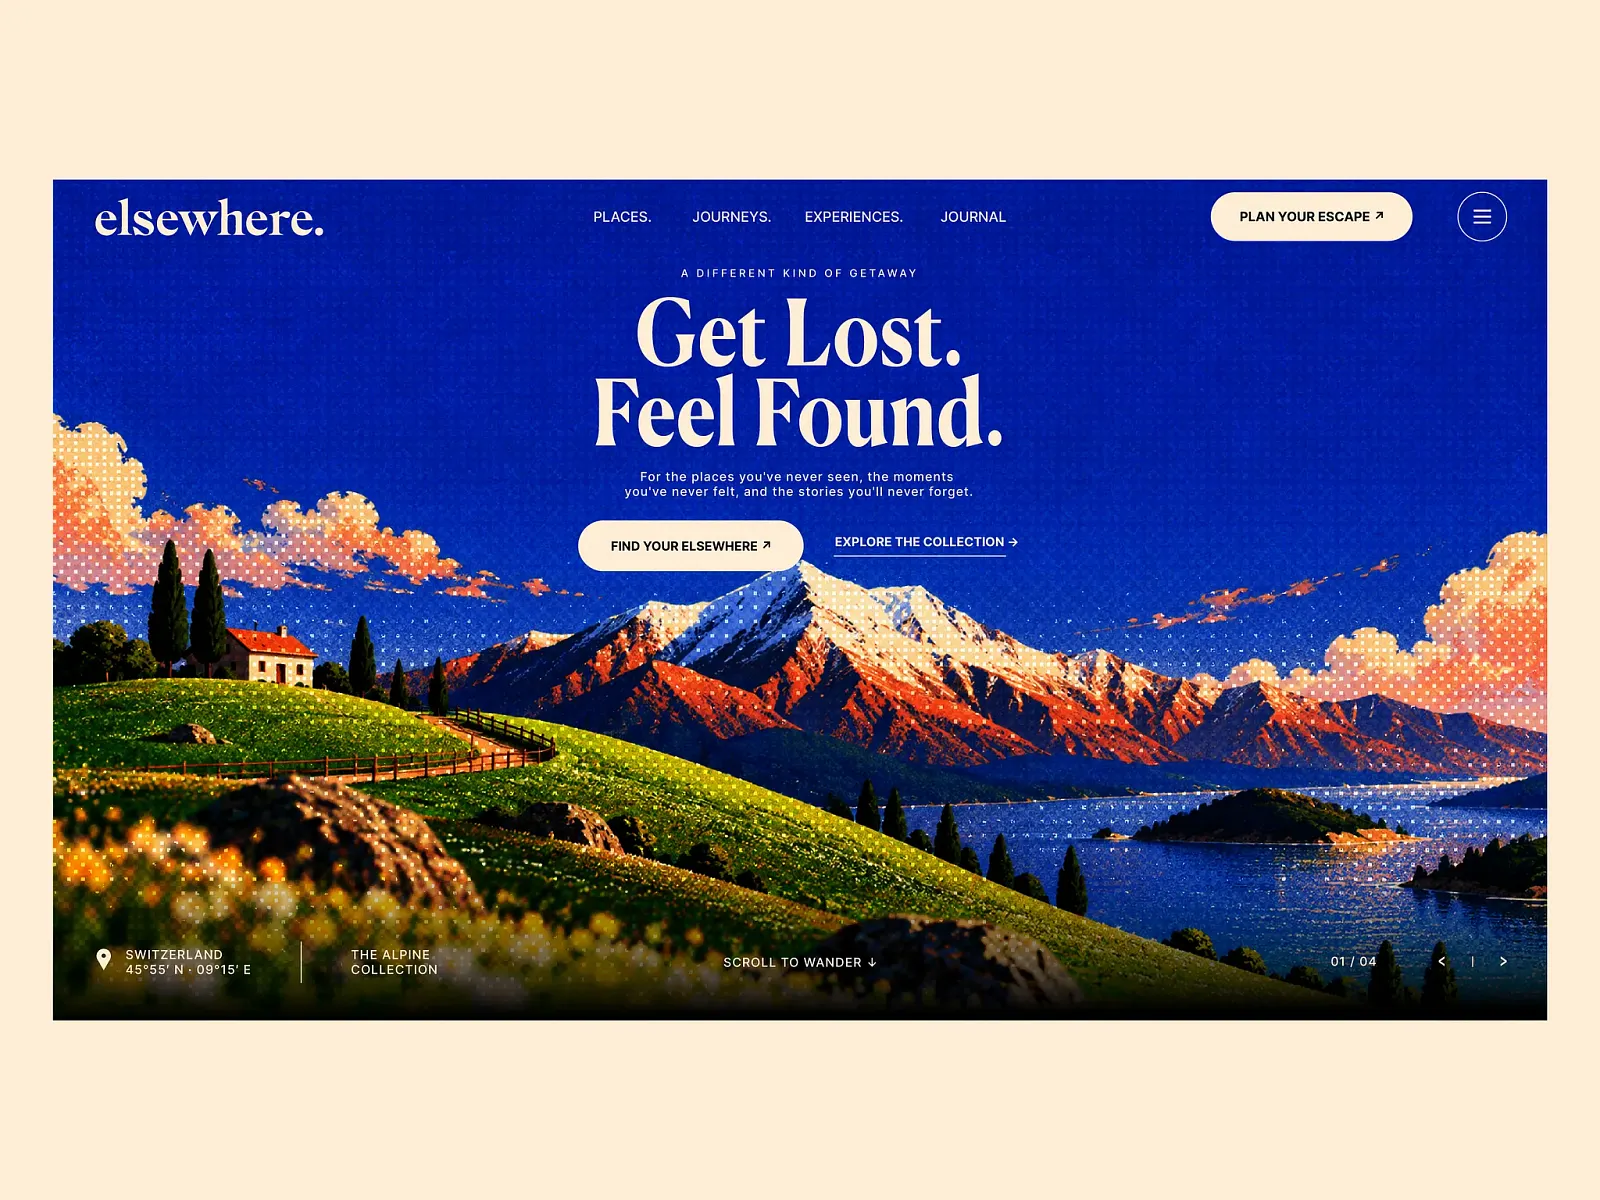 elsewhere.
PLACES. JOURNEYS. EXPERIENCES. JOURNAL
PLAN YOUR ESCAPE ↗
A DIFFERENT KIND OF GETAWAY
Get Lost.
Feel Found.
For the places you've never seen, the moments
you've never felt, and the stories you'll never forget.
FIND YOUR ELSEWHERE ↗
EXPLORE THE COLLECTION →
SWITZERLAND
45°55' N · 09°15' E
THE ALPINE
COLLECTION
SCROLL TO WANDER ↓
01 / 04
< | >